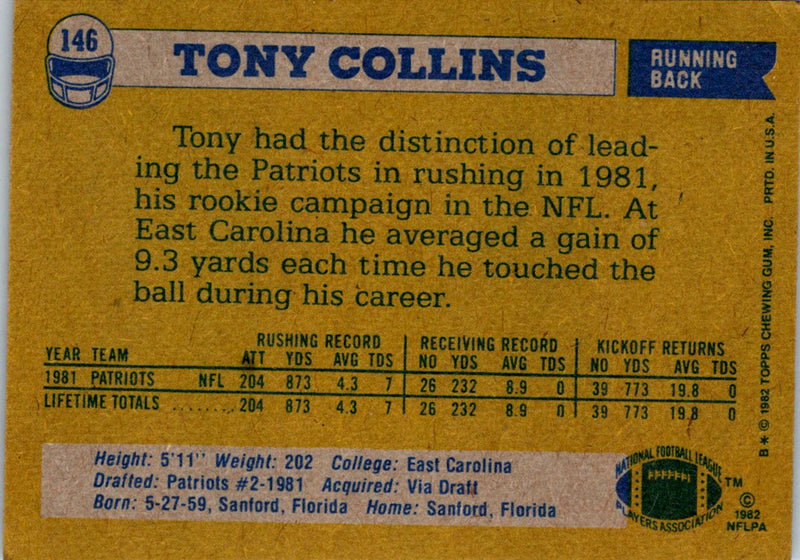 146
TONY COLLINS
RUNNING
BACK
Tony had the distinction of lead-
ing the Patriots in rushing in 1981,
his rookie campaign in the NFL. At
East Carolina he averaged a gain of
9.3 yards each time he touched the
ball during his career.
RUSHING RECORD RECEIVING RECORD KICKOFF RETURNS
YEAR TEAM ATT YDS AVG TDS NO YDS AVG TDS NO YDS AVG TDS
1981 PATRIOTS NFL 204 873 4.3 7 26 232 8.9 0 39 773 19.8 0
LIFETIME TOTALS ........ 204 873 4.3 7 26 232 8.9 0 39 773 19.8 0
Height: 5'11" Weight: 202 College: East Carolina
Drafted: Patriots #2-1981 Acquired: Via Draft
Born: 5-27-59, Sanford, Florida Home: Sanford, Florida
NATIONAL FOOTBALL LEAGUE
PLAYERS ASSOCIATION
TM
©
1982
NFLPA
B * © 1982 TOPPS CHEWING GUM, INC. PRTD. IN U.S.A.